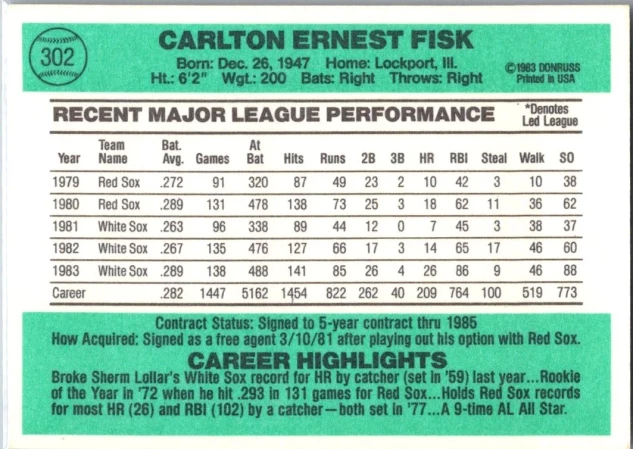 302
CARLTON ERNEST FISK
Born: Dec. 26, 1947 Home: Lockport, Ill.
Ht.: 6'2" Wgt.: 200 Bats: Right Throws: Right
©1983 DONRUSS
Printed in USA
RECENT MAJOR LEAGUE PERFORMANCE
*Denotes
Led League
Year Team Name Bat. Avg. Games At Bat Hits Runs 2B 3B HR RBI Steal Walk SO
1979 Red Sox .272 91 320 87 49 23 2 10 42 3 10 38
1980 Red Sox .289 131 478 138 73 25 3 18 62 11 36 62
1981 White Sox .263 96 338 89 44 12 0 7 45 3 38 37
1982 White Sox .267 135 476 127 66 17 3 14 65 17 46 60
1983 White Sox .289 138 488 141 85 26 4 26 86 9 46 88
Career .282 1447 5162 1454 822 262 40 209 764 100 519 773
Contract Status: Signed to 5-year contract thru 1985
How Acquired: Signed as a free agent 3/10/81 after playing out his option with Red Sox.
CAREER HIGHLIGHTS
Broke Sherm Lollar's White Sox record for HR by catcher (set in '59) last year...Rookie
of the Year in '72 when he hit .293 in 131 games for Red Sox...Holds Red Sox records
for most HR (26) and RBI (102) by a catcher—both set in '77...A 9-time AL All Star.